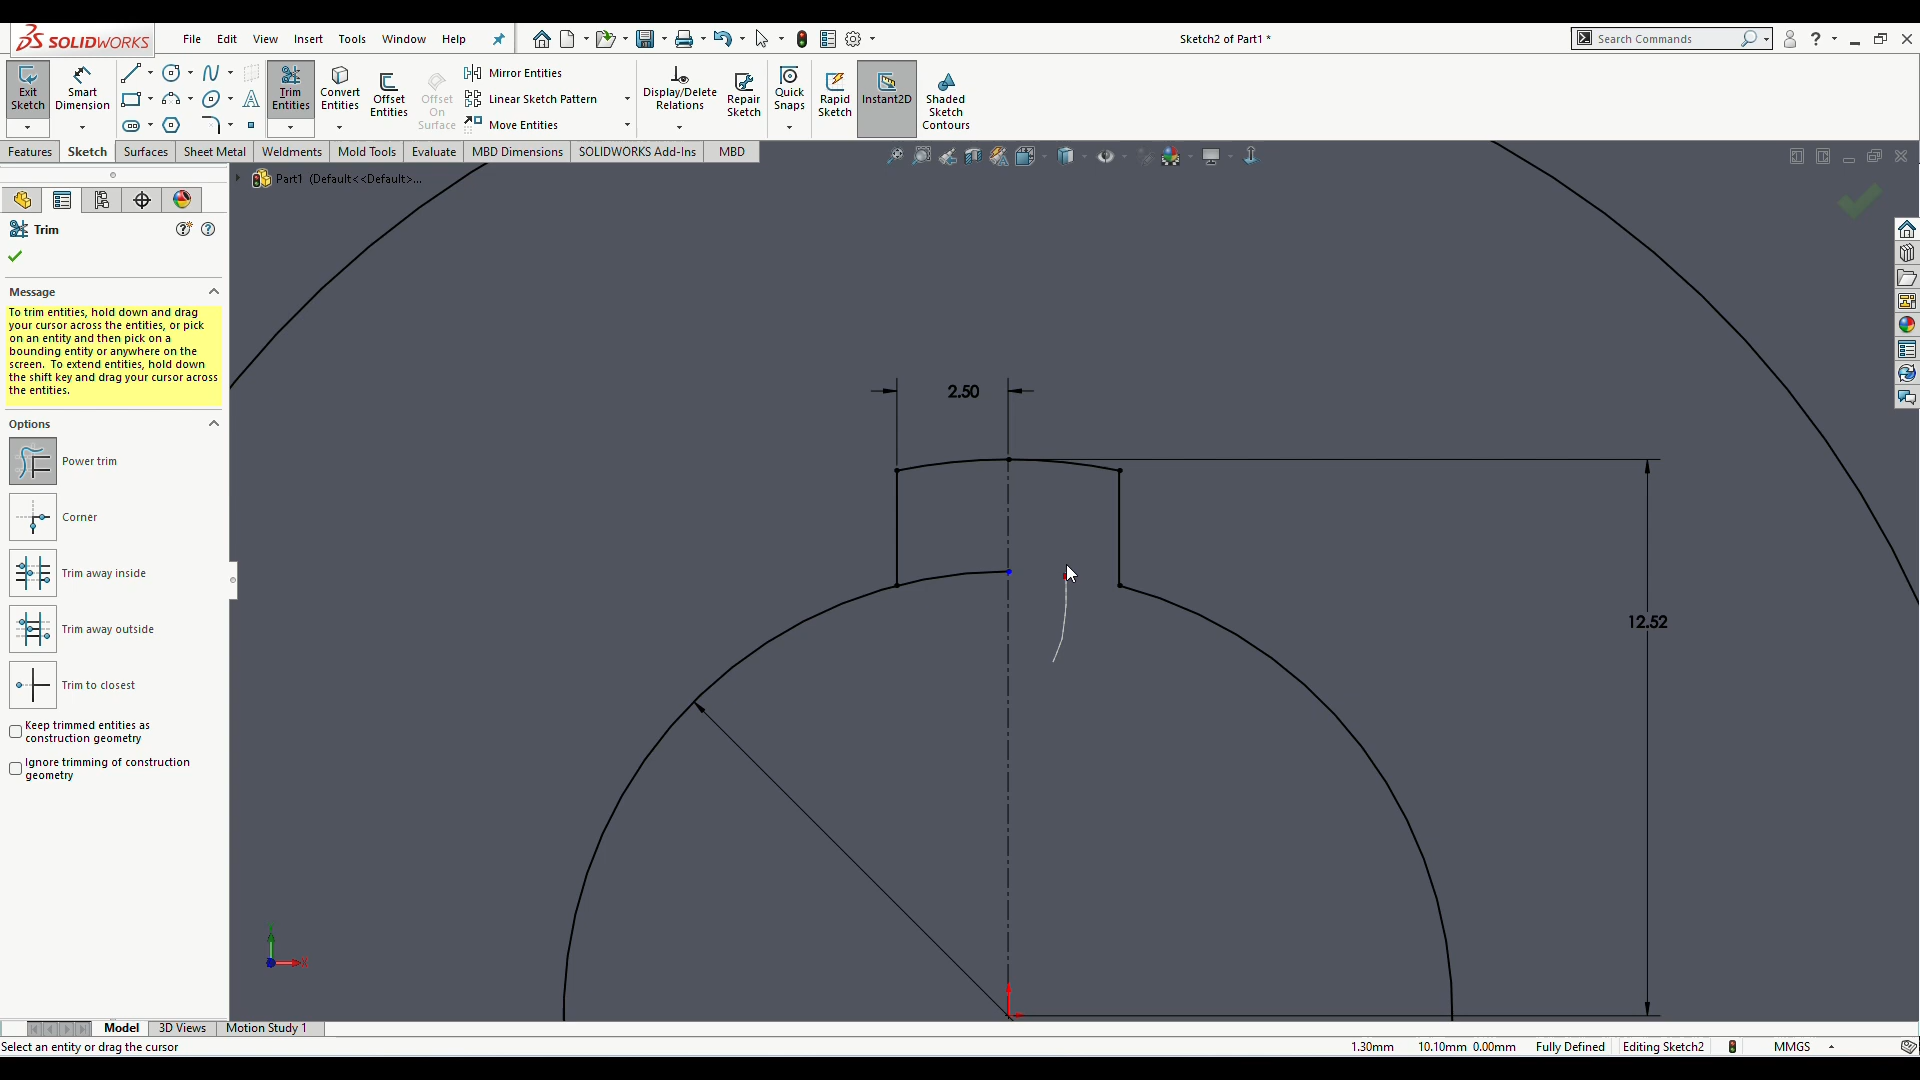 SOLIDWORKS
File Edit View Insert Tools Window Help
Sketch2 of Part1 *
Search Commands
Exit Sketch
Smart Dimension
Trim Entities
Convert Entities
Offset Entities
Offset On Surface
Mirror Entities
Linear Sketch Pattern
Move Entities
Display/Delete Relations
Repair Sketch
Quick Snaps
Rapid Sketch
Instant2D
Shaded Sketch Contours
Features Sketch Surfaces Sheet Metal Weldments Mold Tools Evaluate MBD Dimensions SOLIDWORKS Add-Ins MBD
Part1 (Default<<Default>...
Trim
Message
To trim entities, hold down and drag
your cursor across the entities, or pick
on an entity and then pick on a
bounding entity or anywhere on the
screen. To extend entities, hold down
the shift key and drag your cursor across
the entities.
Options
Power trim
Corner
Trim away inside
Trim away outside
Trim to closest
Keep trimmed entities as
construction geometry
Ignore trimming of construction
geometry
2.50
12.52
X
Model 3D Views Motion Study 1
Select an entity or drag the cursor
1.30mm 10.10mm 0.00mm Fully Defined Editing Sketch2 MMGS